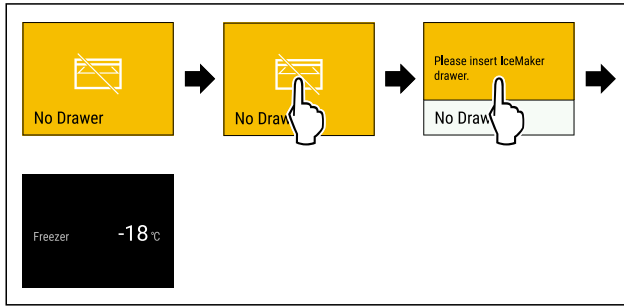 No Drawer
No Draw
Please insert IceMaker
drawer.
No Draw
Freezer -18 °C